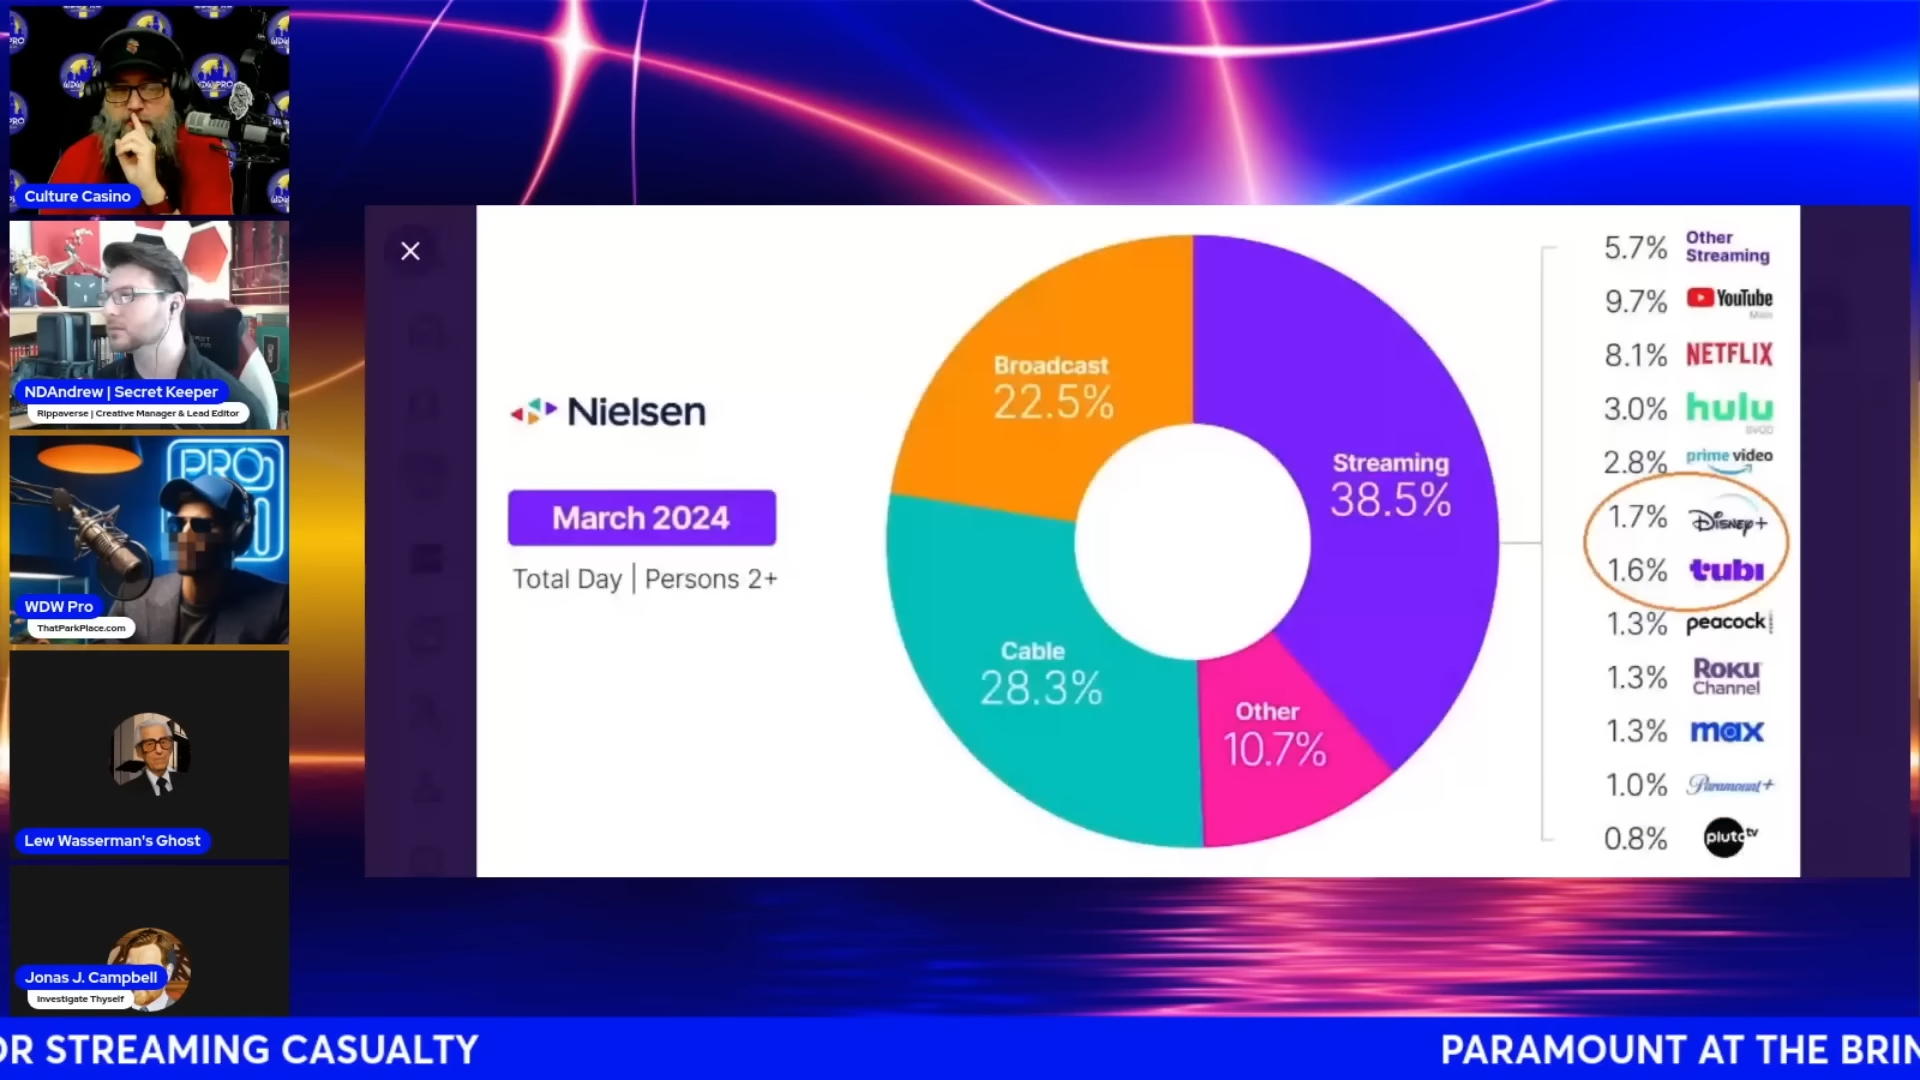 Culture Casino
NDAndrew | Secret Keeper
Rippaverse | Creative Manager & Lead Editor
PRO
WDW Pro
ThatParkPlace.com
Lew Wasserman's Ghost
Jonas J. Campbell
Investigate Thyself
Nielsen
March 2024
Total Day | Persons 2+
Broadcast
22.5%
Streaming
38.5%
Cable
28.3%
Other
10.7%
5.7% Other Streaming
9.7% YouTube Main
8.1% NETFLIX
3.0% hulu SVOD
2.8% prime video
1.7% Disney+
1.6% tubi
1.3% peacock
1.3% Roku Channel
1.3% max
1.0% Paramount+
0.8% pluto tv
OR STREAMING CASUALTY
PARAMOUNT AT THE BRIN